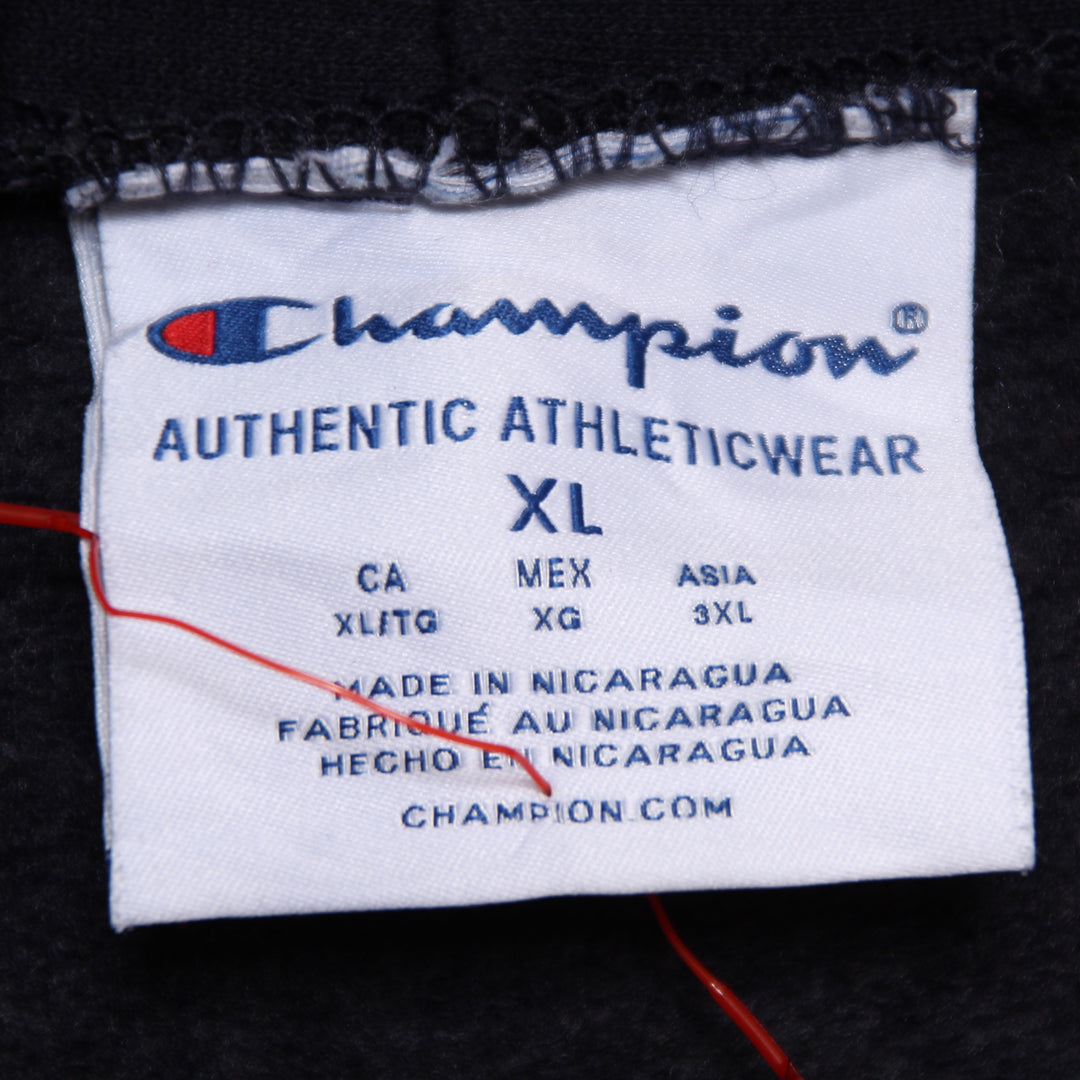 Champion®
AUTHENTIC ATHLETICWEAR
XL
CA MEX ASIA
XL/TG XG 3XL
MADE IN NICARAGUA
FABRIQUÉ AU NICARAGUA
HECHO EN NICARAGUA
CHAMPION.COM